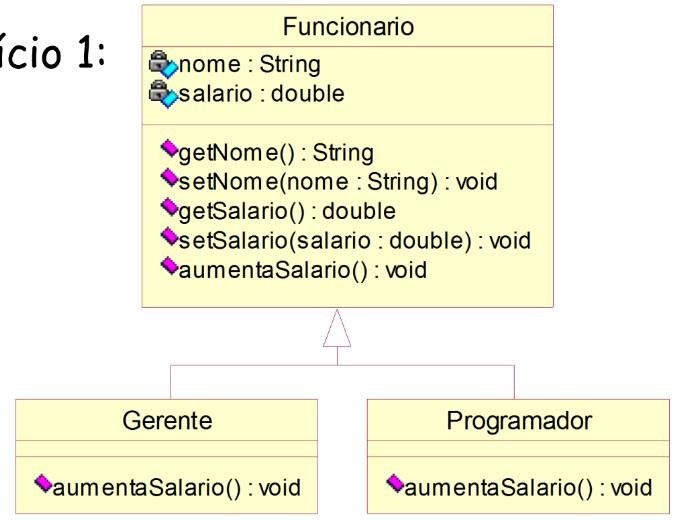 ício 1:
Funcionario
nome : String
salario : double
getNome() : String
setNome(nome : String) : void
getSalario() : double
setSalario(salario : double) : void
aumentaSalario() : void
Gerente
aumentaSalario() : void
Programador
aumentaSalario() : void